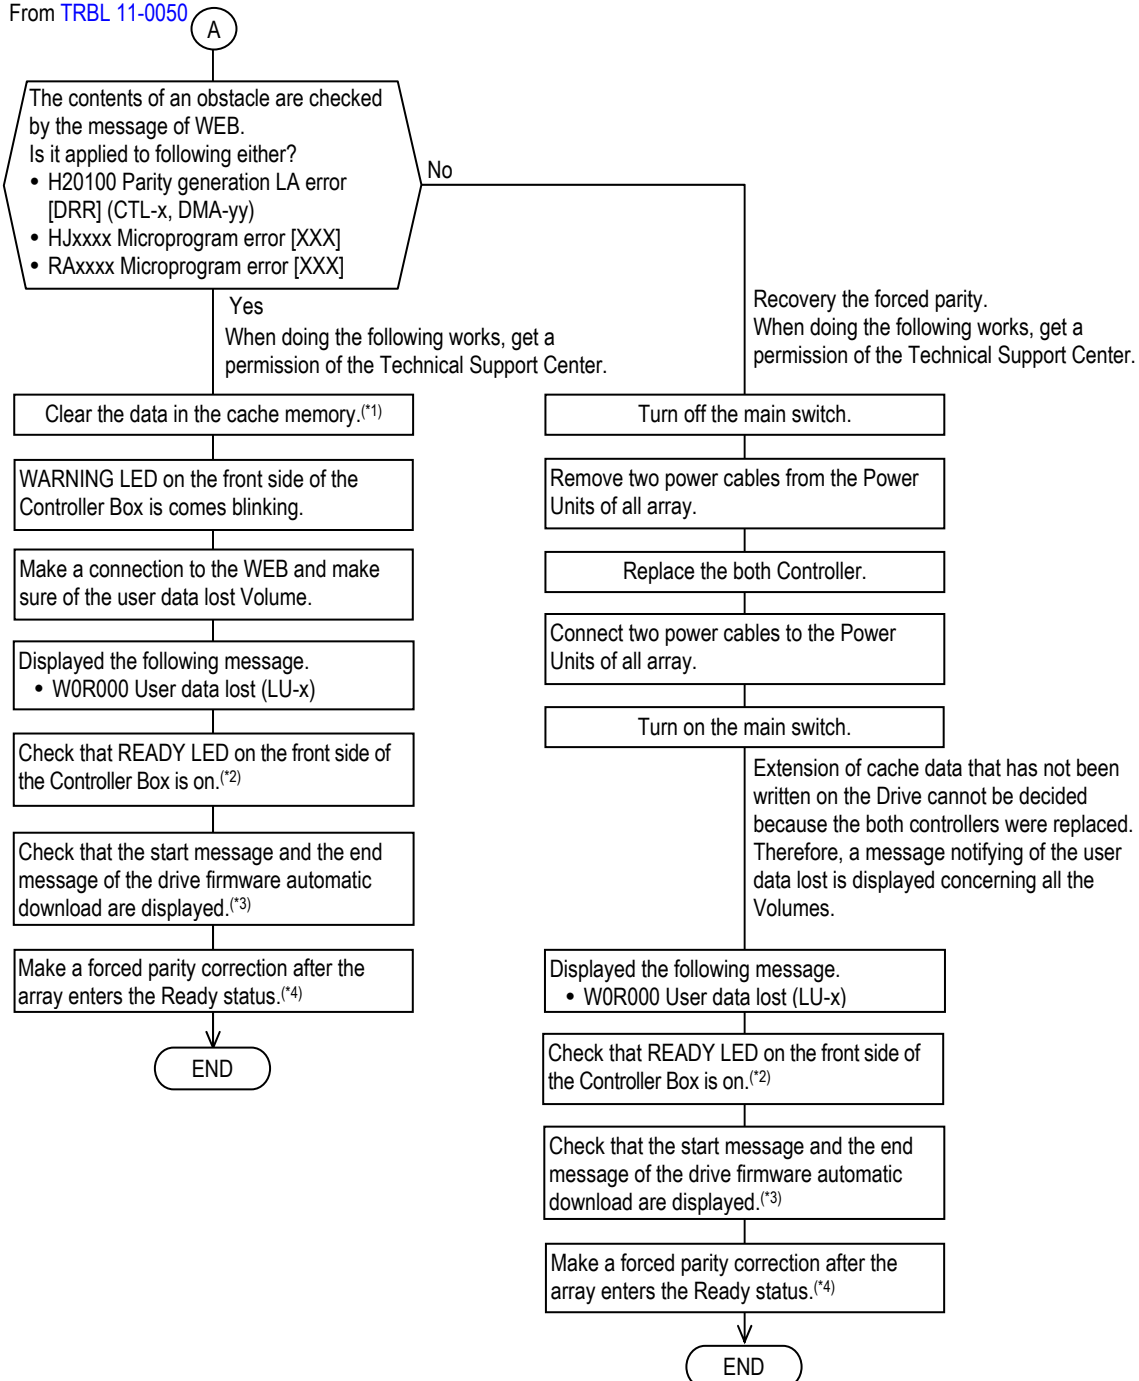 From TRBL 11-0050
A
The contents of an obstacle are checked
by the message of WEB.
Is it applied to following either?
• H20100 Parity generation LA error
[DRR] (CTL-x, DMA-yy)
• HJxxxx Microprogram error [XXX]
• RAxxxx Microprogram error [XXX]
No
Yes
When doing the following works, get a
permission of the Technical Support Center.
Clear the data in the cache memory.(*1)
WARNING LED on the front side of the
Controller Box is comes blinking.
Make a connection to the WEB and make
sure of the user data lost Volume.
Displayed the following message.
• W0R000 User data lost (LU-x)
Check that READY LED on the front side of
the Controller Box is on.(*2)
Check that the start message and the end
message of the drive firmware automatic
download are displayed.(*3)
Make a forced parity correction after the
array enters the Ready status.(*4)
END
Recovery the forced parity.
When doing the following works, get a
permission of the Technical Support Center.
Turn off the main switch.
Remove two power cables from the Power
Units of all array.
Replace the both Controller.
Connect two power cables to the Power
Units of all array.
Turn on the main switch.
Extension of cache data that has not been
written on the Drive cannot be decided
because the both controllers were replaced.
Therefore, a message notifying of the user
data lost is displayed concerning all the
Volumes.
Displayed the following message.
• W0R000 User data lost (LU-x)
Check that READY LED on the front side of
the Controller Box is on.(*2)
Check that the start message and the end
message of the drive firmware automatic
download are displayed.(*3)
Make a forced parity correction after the
array enters the Ready status.(*4)
END